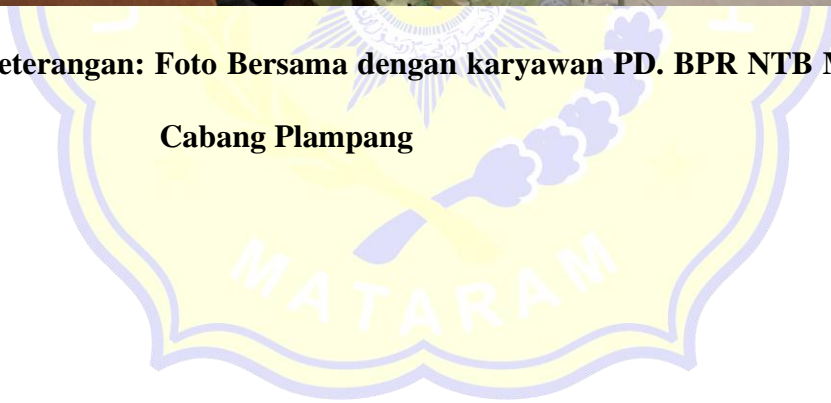 eterangan: Foto Bersama dengan karyawan PD. BPR NTB
Cabang Plampang
MATARAM